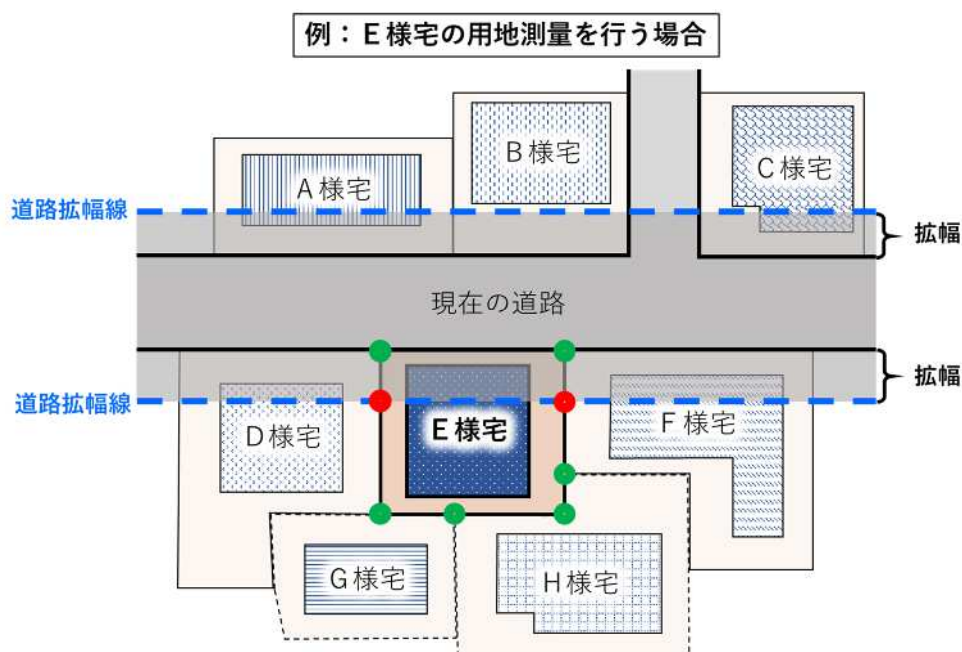 例：Ｅ様宅の用地測量を行う場合
Ｂ様宅
Ｃ様宅
Ａ様宅
道路拡幅線
拡幅
現在の道路
拡幅
道路拡幅線
Ｄ様宅
Ｅ様宅
Ｆ様宅
Ｇ様宅
Ｈ様宅